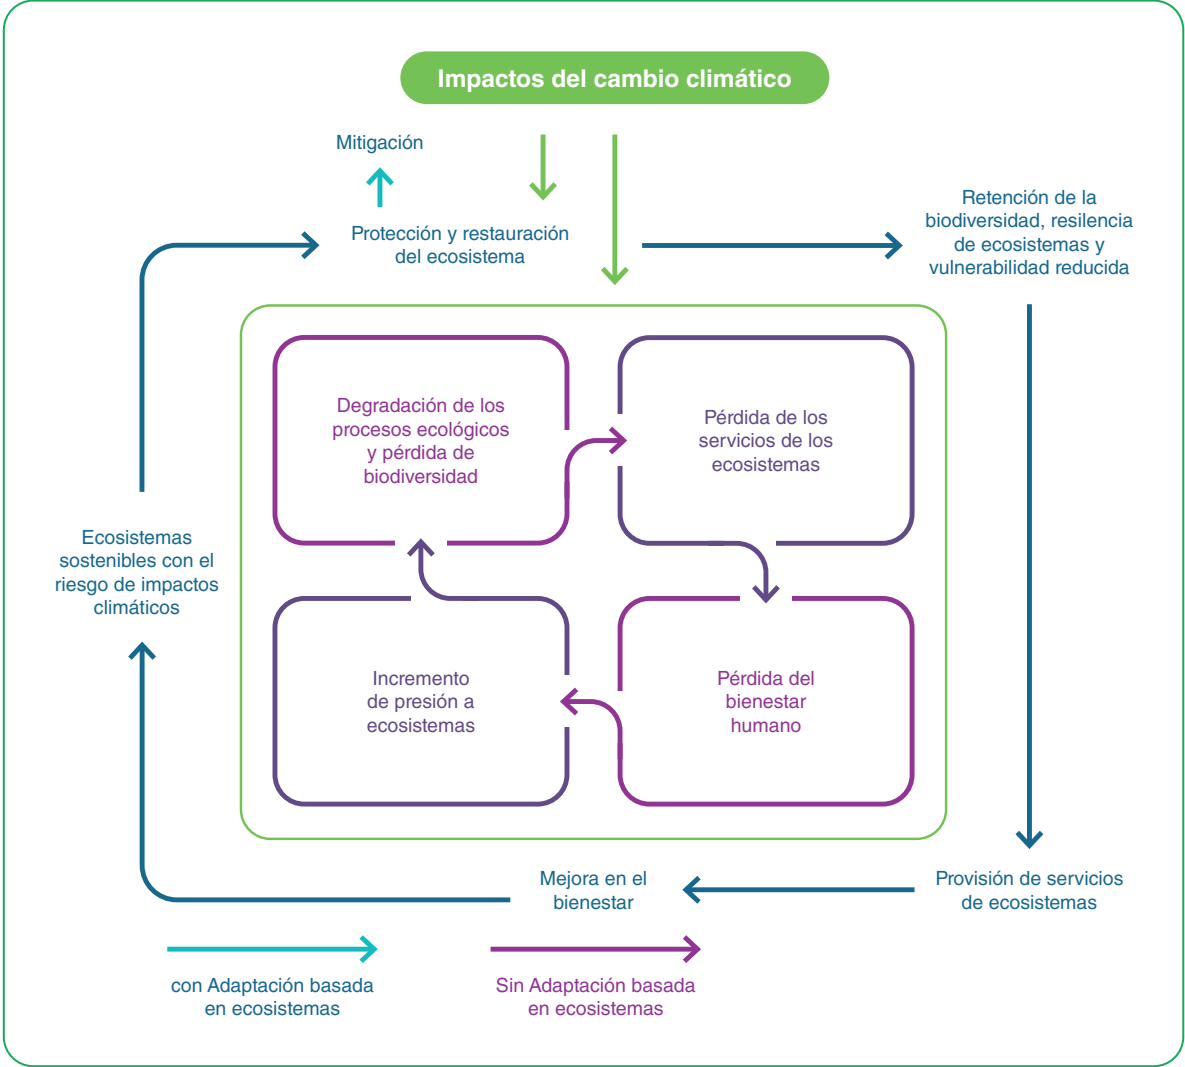 Impactos del cambio climático
Mitigación
Protección y restauración
del ecosistema
Retención de la
biodiversidad, resilencia
de ecosistemas y
vulnerabilidad reducida
Degradación de los
procesos ecológicos
y pérdida de
biodiversidad
Pérdida de los
servicios de los
ecosistemas
Ecosistemas
sostenibles con el
riesgo de impactos
climáticos
Incremento
de presión a
ecosistemas
Pérdida del
bienestar
humano
Mejora en el
bienestar
Provisión de servicios
de ecosistemas
con Adaptación basada
en ecosistemas
Sin Adaptación basada
en ecosistemas